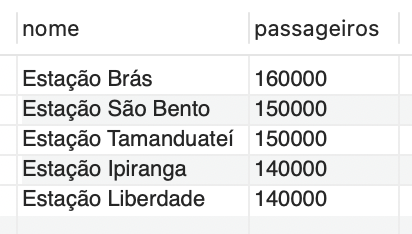 nome passageiros
Estação Brás 160000
Estação São Bento 150000
Estação Tamanduateí 150000
Estação Ipiranga 140000
Estação Liberdade 140000